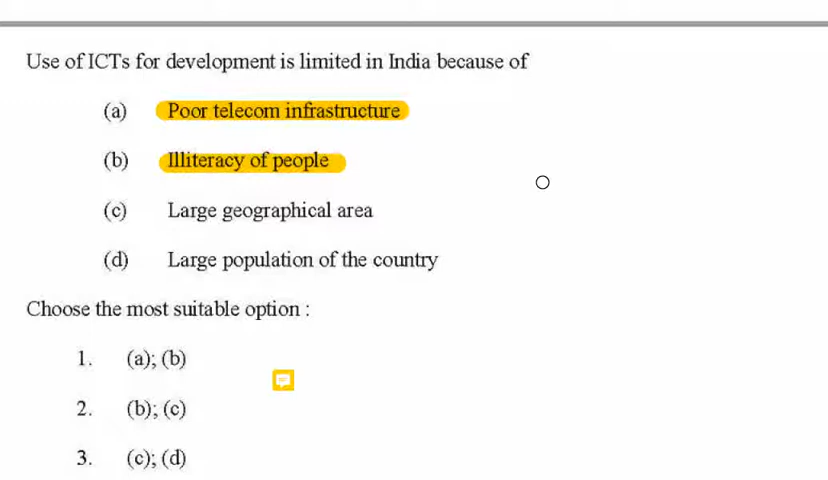 Use of ICTs for development is limited in India because of
(a) Poor telecom infrastructure
(b) Illiteracy of people
(c) Large geographical area
(d) Large population of the country
Choose the most suitable option :
1. (a); (b)
2. (b); (c)
3. (c); (d)